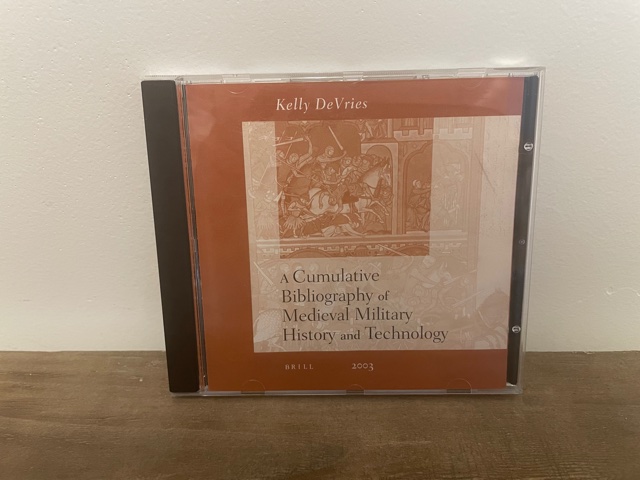 Kelly DeVries
A Cumulative
Bibliography of
Medieval Military
History and Technology
BRILL 2003